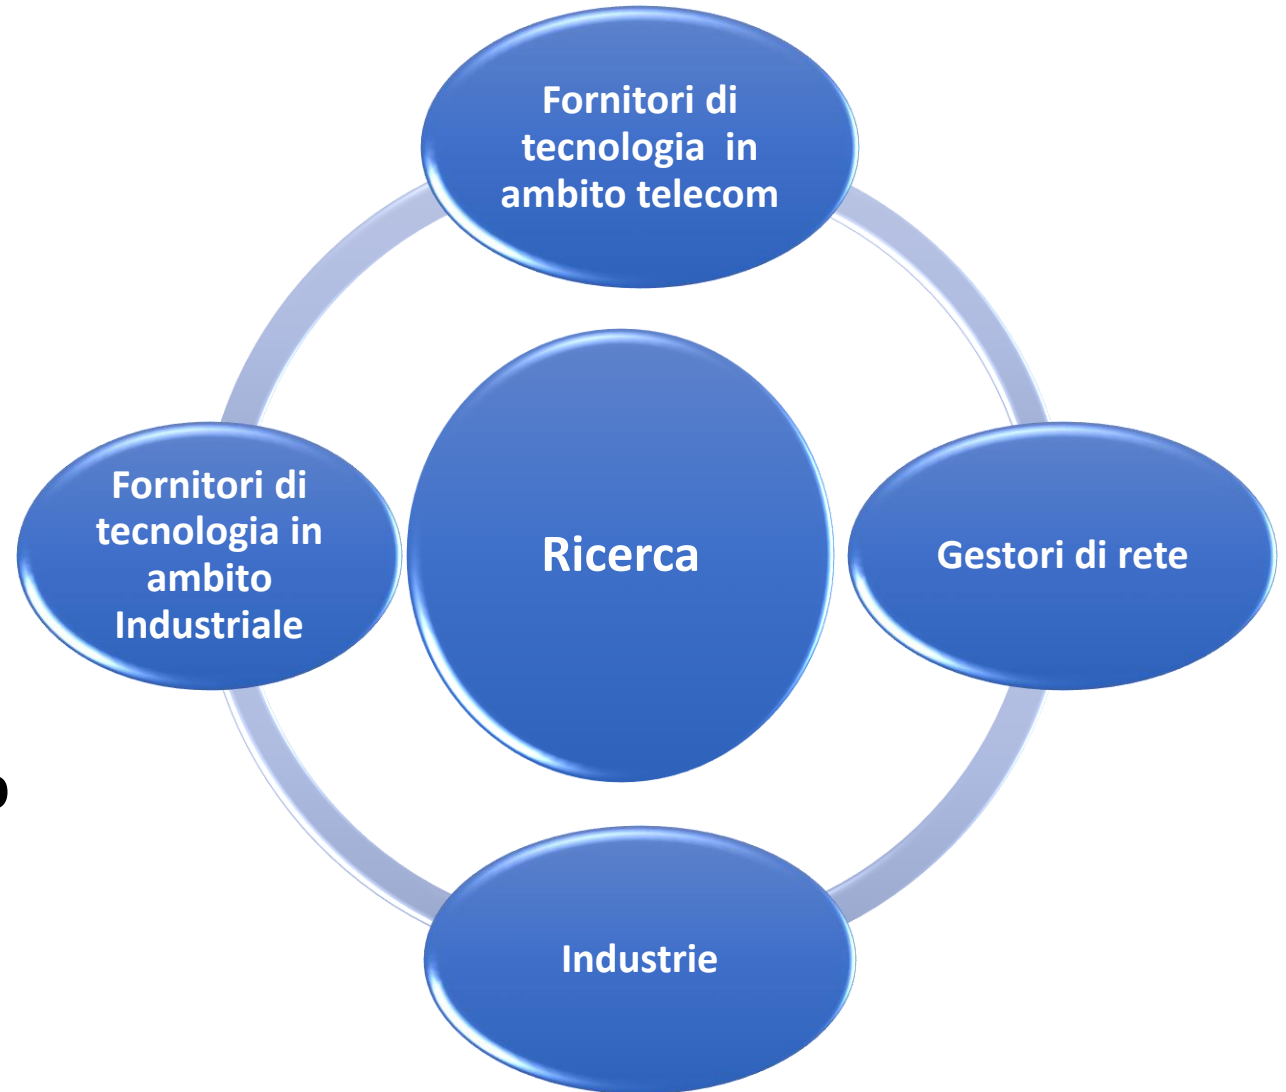 Fornitori di
tecnologia in
ambito telecom
Fornitori di
tecnologia in
ambito
Industriale
Ricerca
Gestori di rete
Industrie